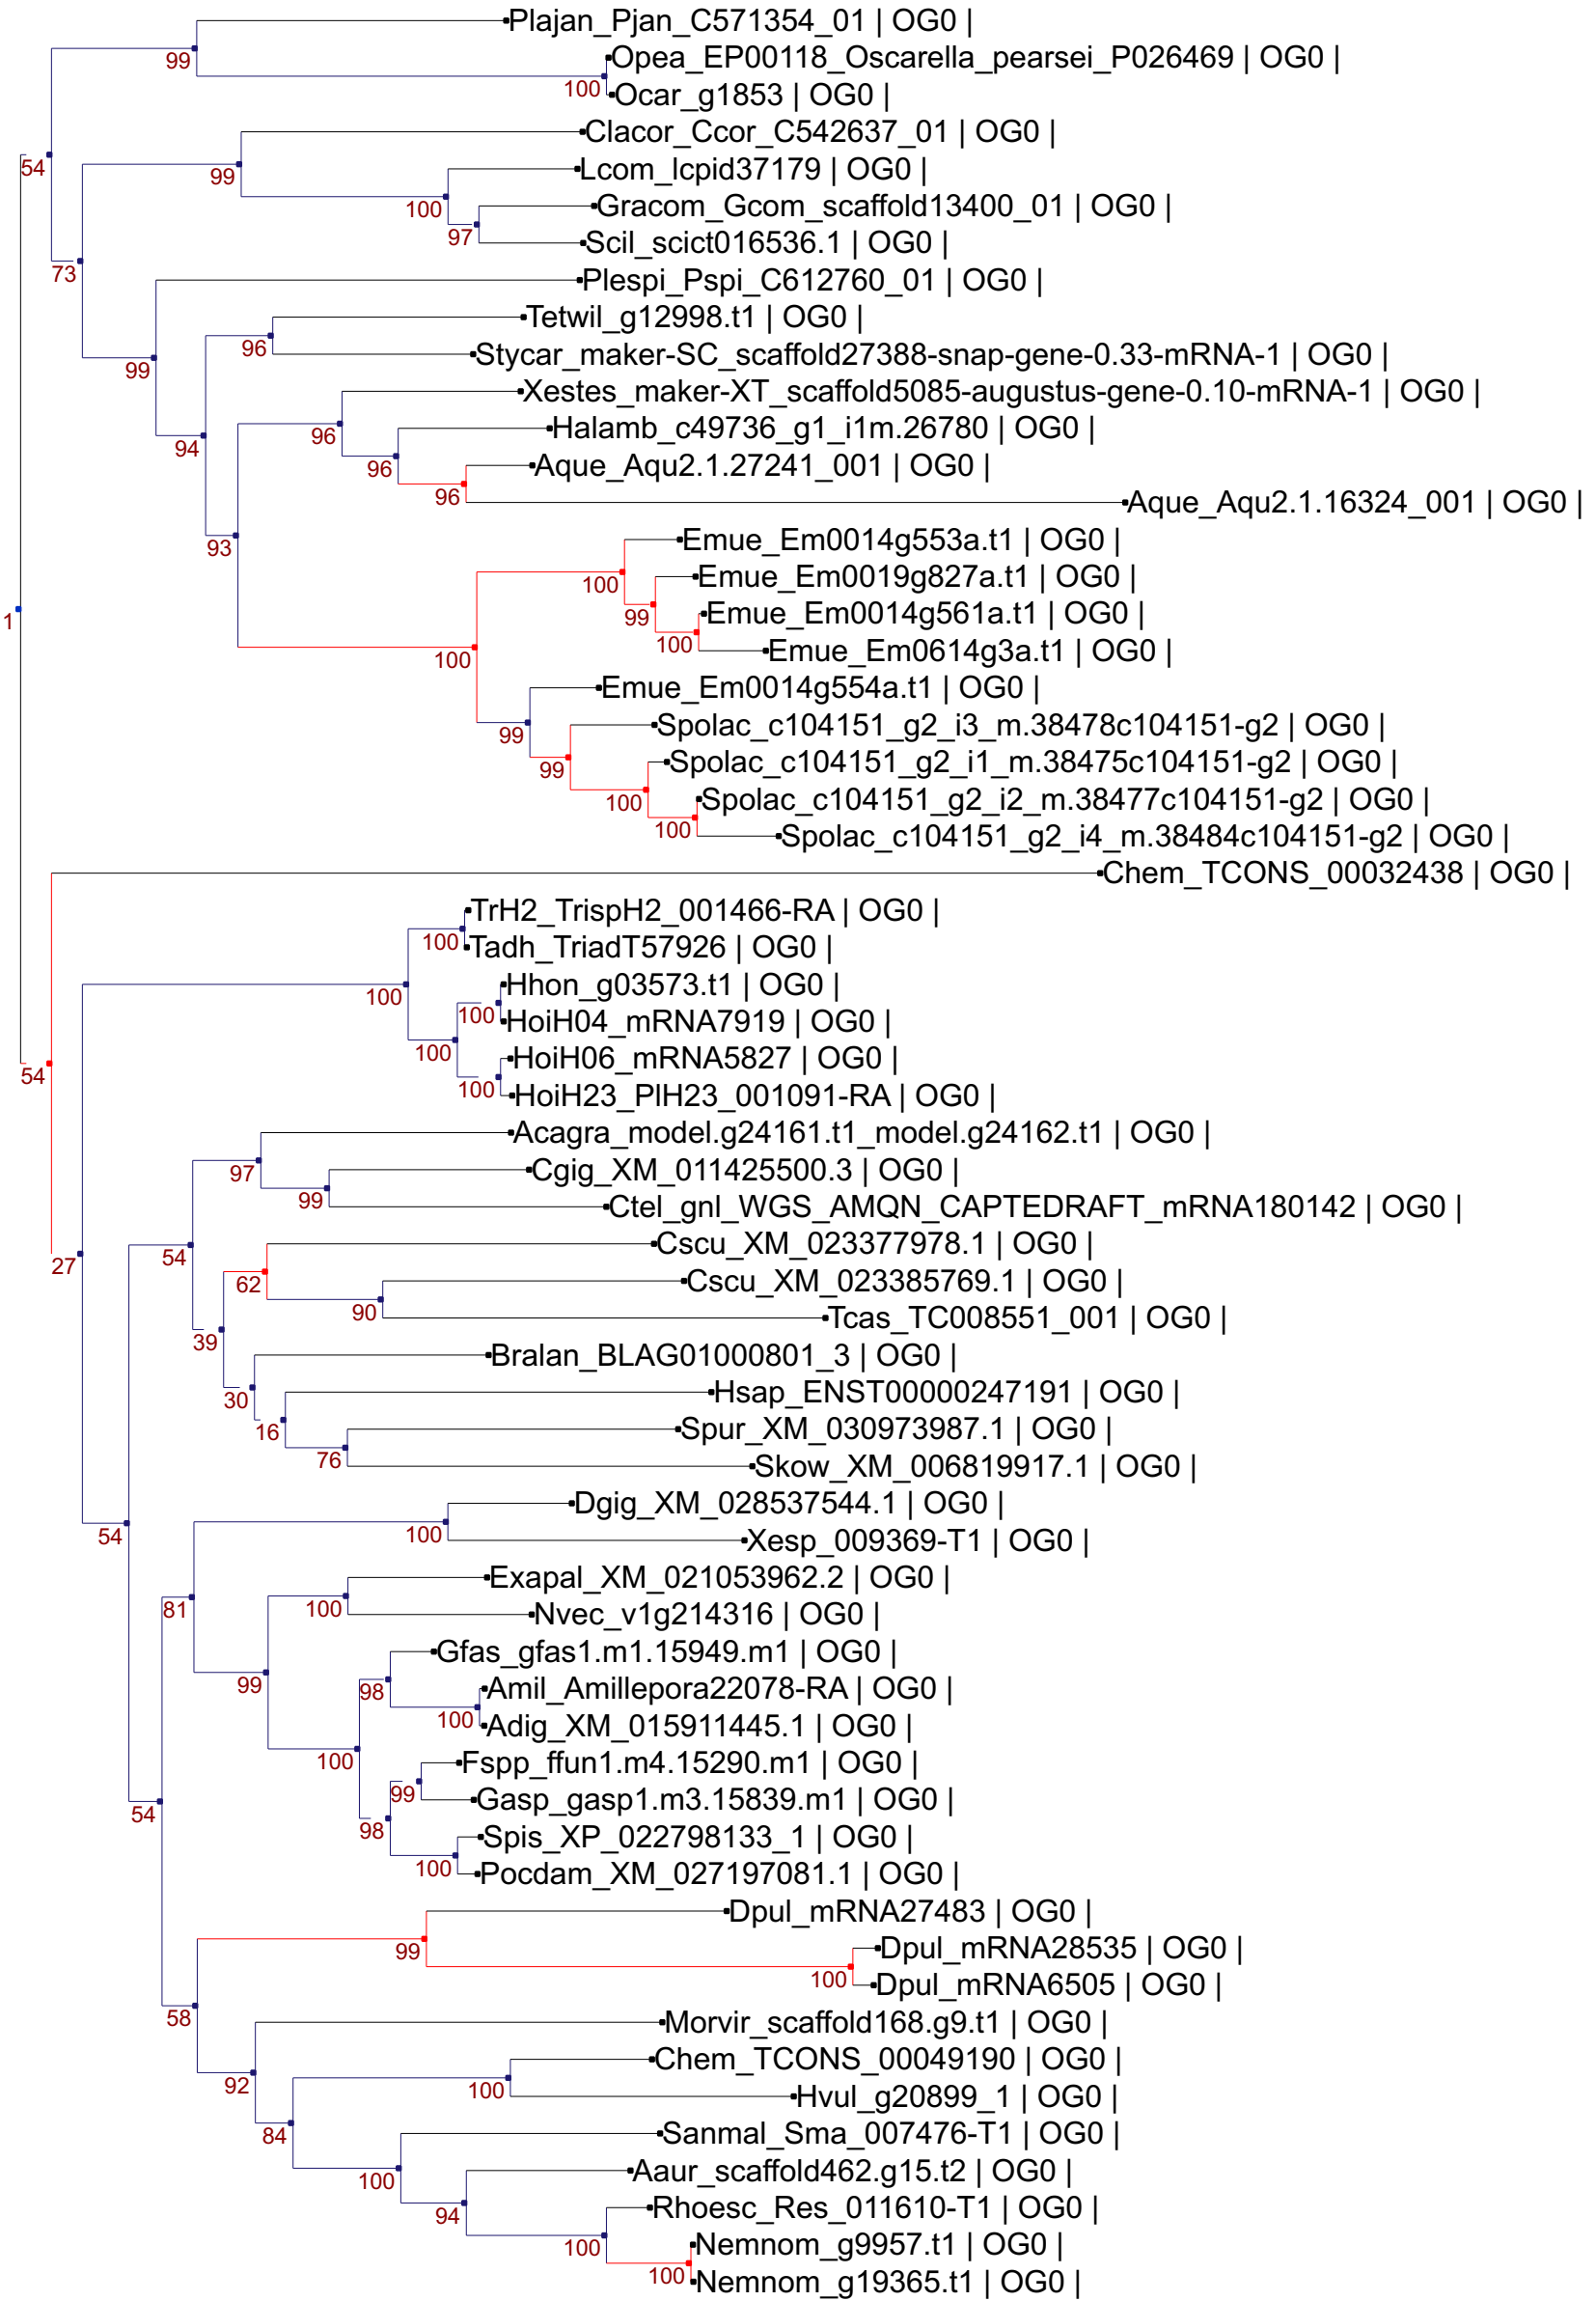 Plajan_Pjan_C571354_01 | OG0 |
99
Opea_EP00118_Oscarella_pearsei_P026469 | OG0 |
100
Ocar_g1853 | OG0 |
Clacor_Ccor_C542637_01 | OG0 |
54
99
Lcom_lcpid37179 | OG0 |
100
Gracom_Gcom_scaffold13400_01 | OG0 |
97
Scil_scict016536.1 | OG0 |
73
Plespi_Pspi_C612760_01 | OG0 |
Tetwil_g12998.t1 | OG0 |
96
Stycar_maker-SC_scaffold27388-snap-gene-0.33-mRNA-1 | OG0 |
99
Xestes_maker-XT_scaffold5085-augustus-gene-0.10-mRNA-1 | OG0 |
96
Halamb_c49736_g1_i1m.26780 | OG0 |
94
96
Aque_Aqu2.1.27241_001 | OG0 |
96
Aque_Aqu2.1.16324_001 | OG0 |
Emue_Em0014g553a.t1 | OG0 |
93
100
Emue_Em0019g827a.t1 | OG0 |
99
Emue_Em0014g561a.t1 | OG0 |
1
100
Emue_Em0614g3a.t1 | OG0 |
100
Emue_Em0014g554a.t1 | OG0 |
99
Spolac_c104151_g2_i3_m.38478c104151-g2 | OG0 |
99
Spolac_c104151_g2_i1_m.38475c104151-g2 | OG0 |
100
Spolac_c104151_g2_i2_m.38477c104151-g2 | OG0 |
100
Spolac_c104151_g2_i4_m.38484c104151-g2 | OG0 |
Chem_TCONS_00032438 | OG0 |
TrH2_TrispH2_001466-RA | OG0 |
100
Tadh_TriadT57926 | OG0 |
100
Hhon_g03573.t1 | OG0 |
100
HoiH04_mRNA7919 | OG0 |
100
HoiH06_mRNA5827 | OG0 |
54
100
HoiH23_PlH23_001091-RA | OG0 |
Acagra_model.g24161.t1_model.g24162.t1 | OG0 |
97
Cgig_XM_011425500.3 | OG0 |
99
Ctel_gnl_WGS_AMQN_CAPTEDRAFT_mRNA180142 | OG0 |
Cscu_XM_023377978.1 | OG0 |
54
27
62
Cscu_XM_023385769.1 | OG0 |
90
Tcas_TC008551_001 | OG0 |
39
Bralan_BLAG01000801_3 | OG0 |
30
Hsap_ENST00000247191 | OG0 |
16
Spur_XM_030973987.1 | OG0 |
76
Skow_XM_006819917.1 | OG0 |
Dgig_XM_028537544.1 | OG0 |
54
100
Xesp_009369-T1 | OG0 |
Exapal_XM_021053962.2 | OG0 |
81
100
Nvec_v1g214316 | OG0 |
Gfas_gfas1.m1.15949.m1 | OG0 |
99
98
Amil_Amillepora22078-RA | OG0 |
100
Adig_XM_015911445.1 | OG0 |
100
Fspp_ffun1.m4.15290.m1 | OG0 |
99
Gasp_gasp1.m3.15839.m1 | OG0 |
54
98
Spis_XP_022798133_1 | OG0 |
100
Pocdam_XM_027197081.1 | OG0 |
Dpul_mRNA27483 | OG0 |
99
Dpul_mRNA28535 | OG0 |
100
Dpul_mRNA6505 | OG0 |
58
Morvir_scaffold168.g9.t1 | OG0 |
Chem_TCONS_00049190 | OG0 |
92
100
Hvul_g20899_1 | OG0 |
84
Sanmal_Sma_007476-T1 | OG0 |
100
Aaur_scaffold462.g15.t2 | OG0 |
94
Rhoesc_Res_011610-T1 | OG0 |
100
Nemnom_g9957.t1 | OG0 |
100
Nemnom_g19365.t1 | OG0 |